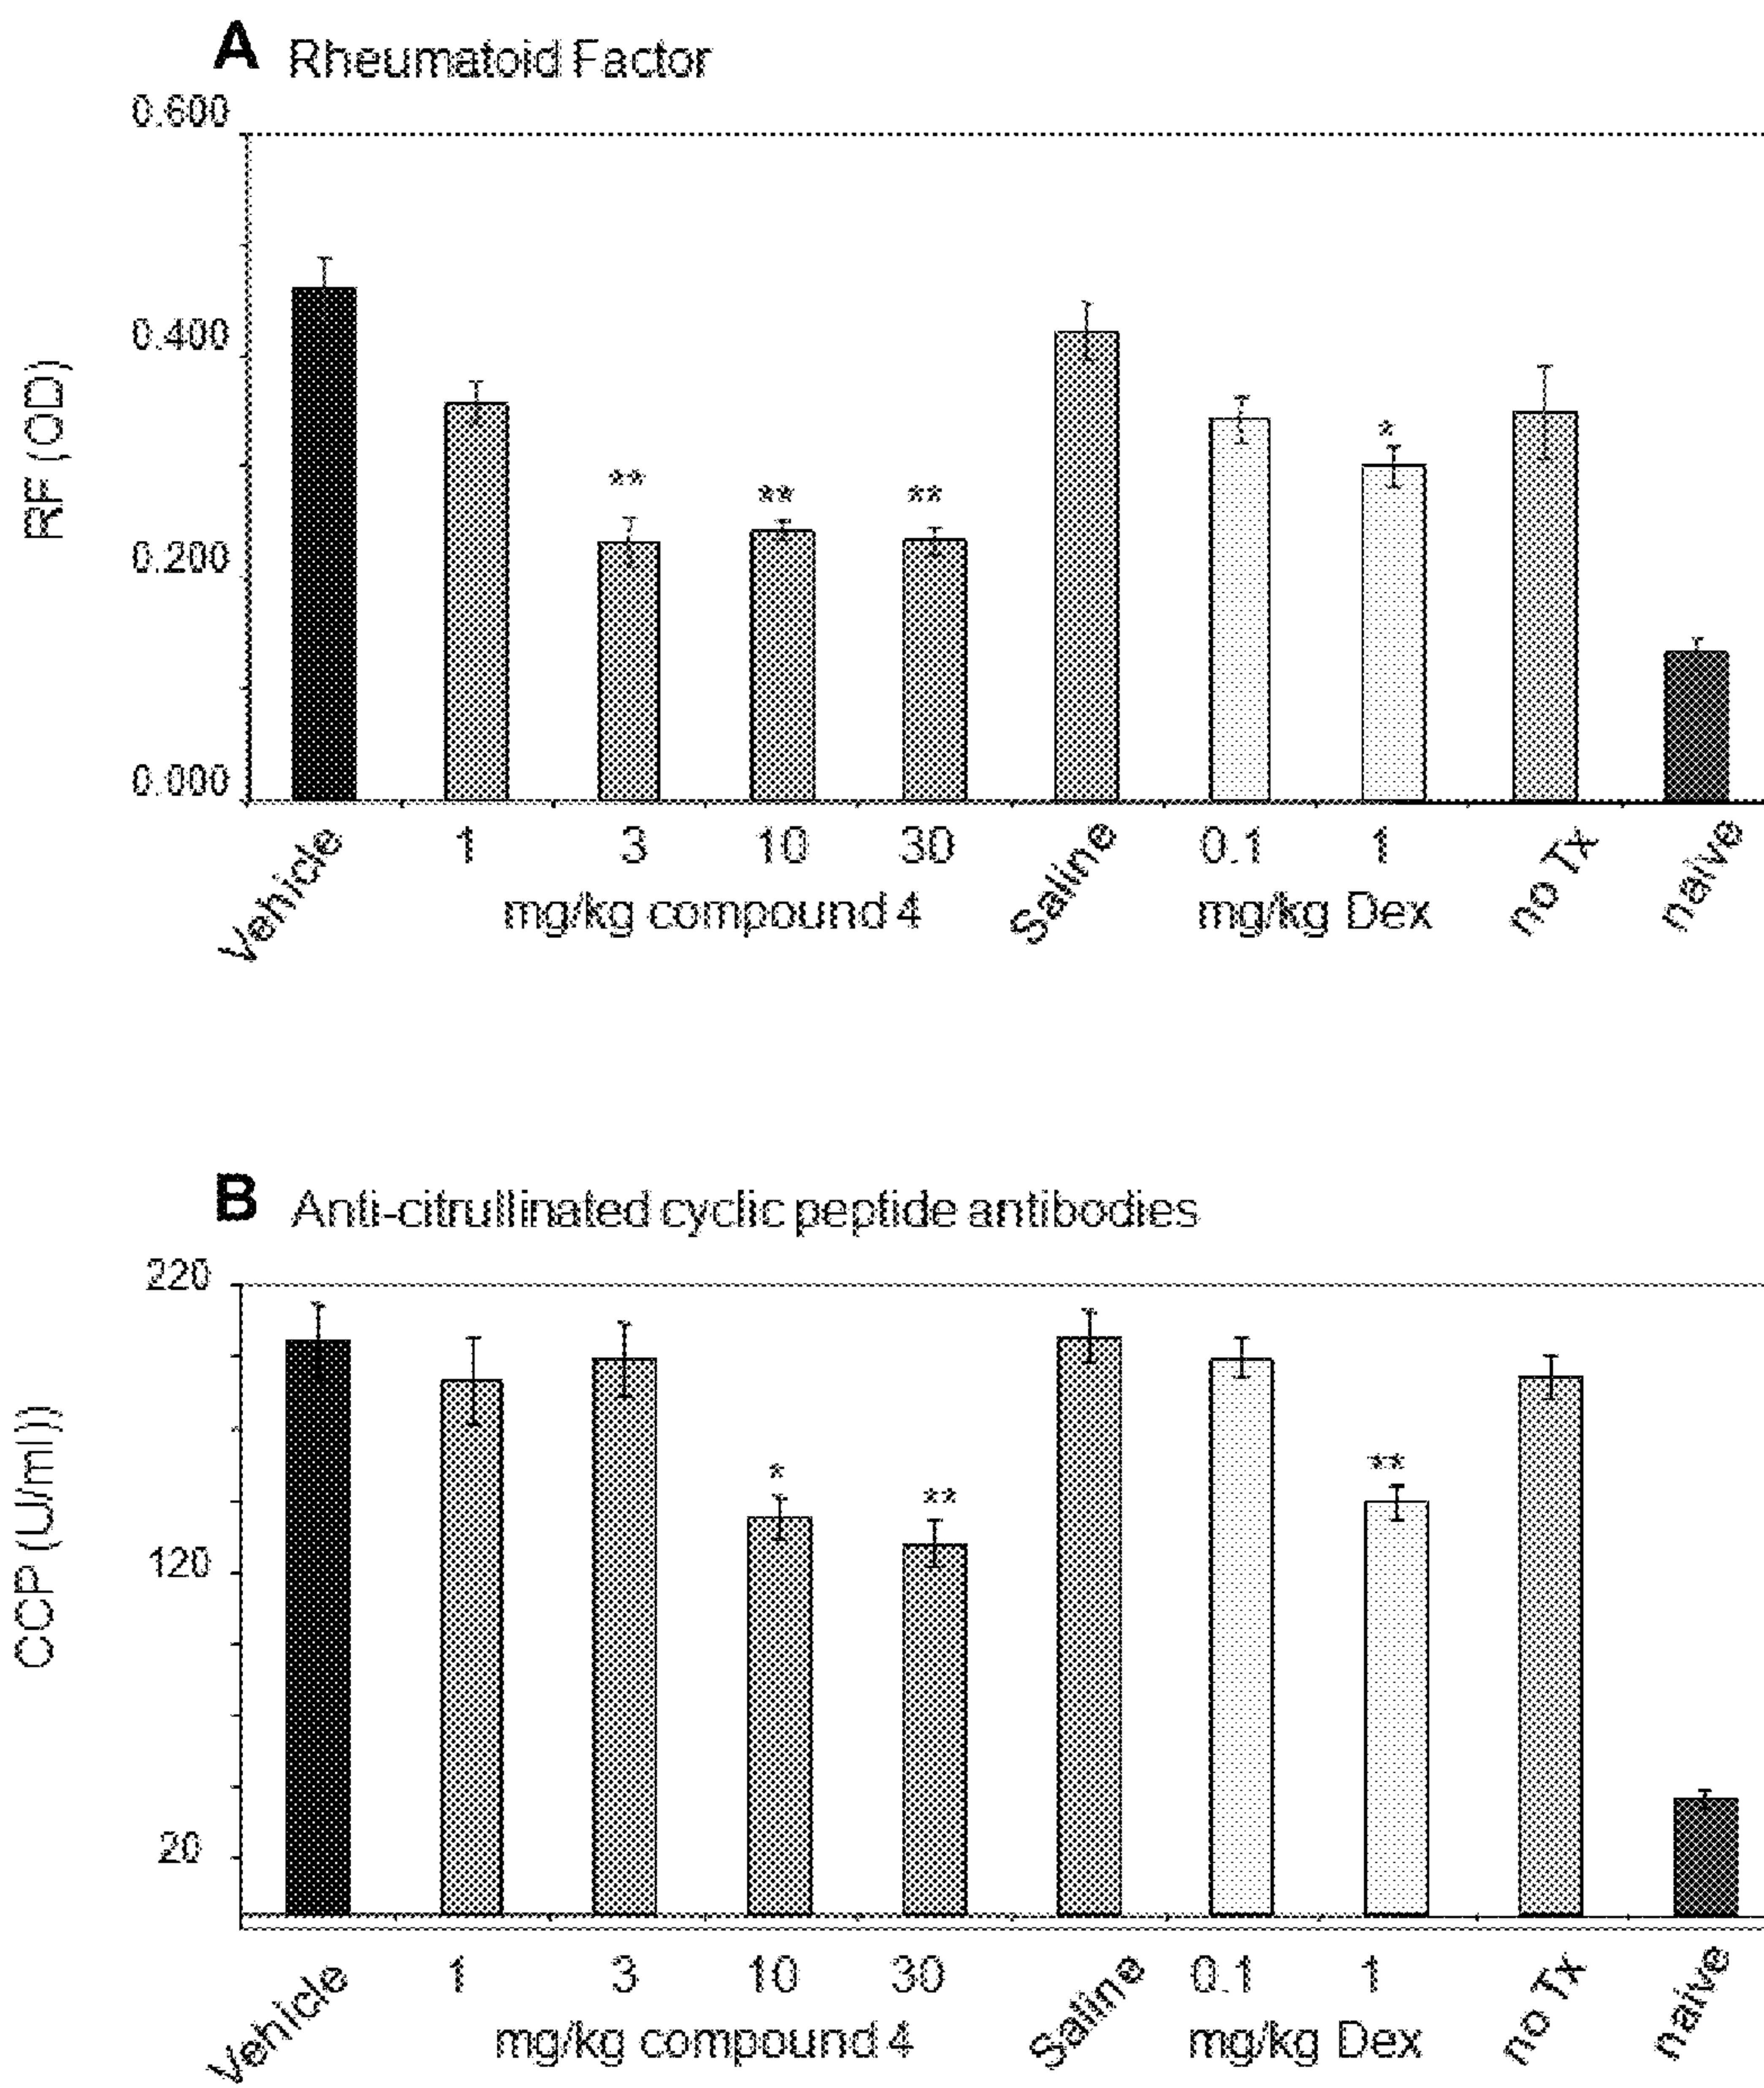 A Rheumatoid Factor
0.600
0.400
0.200
0.000
RF (OD)
**
**
**
*
Vehicle 1 3 10 30 Saline 0.1 1 no Tx naive
mg/kg compound 4 mg/kg Dex
B Anti-citrullinated cyclic peptide antibodies
220
120
20
CCP (U/ml))
*
**
**
Vehicle 1 3 10 30 Saline 0.1 1 no Tx naive
mg/kg compound 4 mg/kg Dex